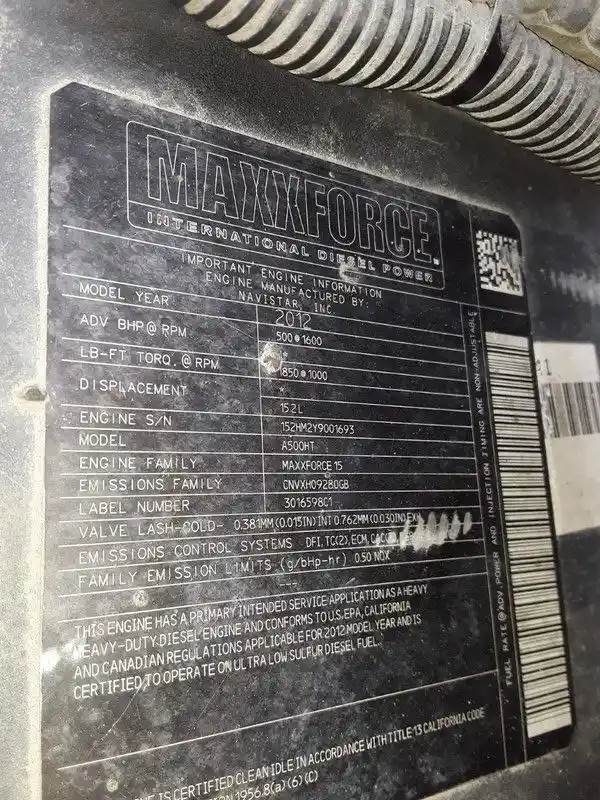 MAXXFORCE
INTERNATIONAL DIESEL POWER
IMPORTANT ENGINE INFORMATION
ENGINE MANUFACTURED BY:
NAVISTAR, INC.
MODEL YEAR 2012
ADV BHP@ RPM 500@1600
*
LB-FT TORQ.@ RPM 1850@1000
*
DISPLACEMENT 15.2L
ENGINE S/N 152HM2Y9001693
MODEL A500HT
ENGINE FAMILY MAXXFORCE 15
EMISSIONS FAMILY CNVXH0928OGB
LABEL NUMBER 3016598C1
VALVE LASH-COLD- 0.381MM(0.015IN)INT 0.762MM(0.030IN)EXH
EMISSIONS CONTROL SYSTEMS DFI,TC(2),ECM,CAC(2),
FAMILY EMISSION LIMITS (g/bHp-hr) 0.50 NOX
---
THIS ENGINE HAS A PRIMARY INTENDED SERVICE APPLICATION AS A HEAVY
HEAVY-DUTY DIESEL ENGINE AND CONFORMS TO U.S. EPA, CALIFORNIA
AND CANADIAN REGULATIONS APPLICABLE FOR 2012 MODEL YEAR AND IS
CERTIFIED TO OPERATE ON ULTRA LOW SULFUR DIESEL FUEL.
IS CERTIFIED CLEAN IDLE IN ACCORDANCE WITH TITLE 13 CALIFORNIA CODE
1956.8(a)(6)(C)
FUEL RATE @ ADV. POWER AND INJECTION TIMING ARE NON-ADJUSTABLE